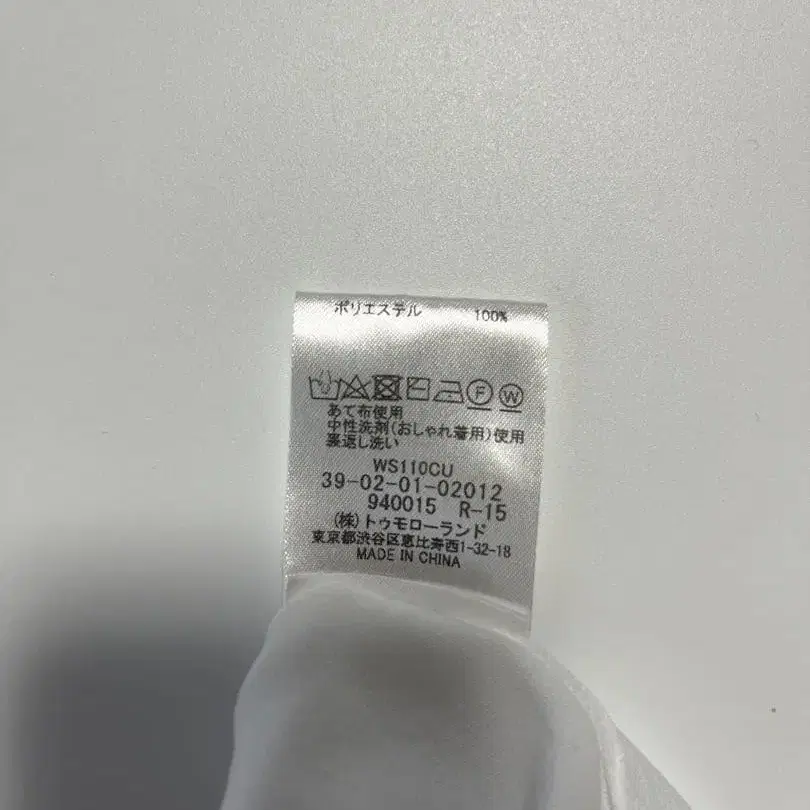 ポリエステル 100%
F W
あて布使用
中性洗剤(おしゃれ着用)使用
裏返し洗い
WS110CU
39-02-01-02012
940015 R-15
(株)トゥモローランド
東京都渋谷区恵比寿西1-32-18
MADE IN CHINA